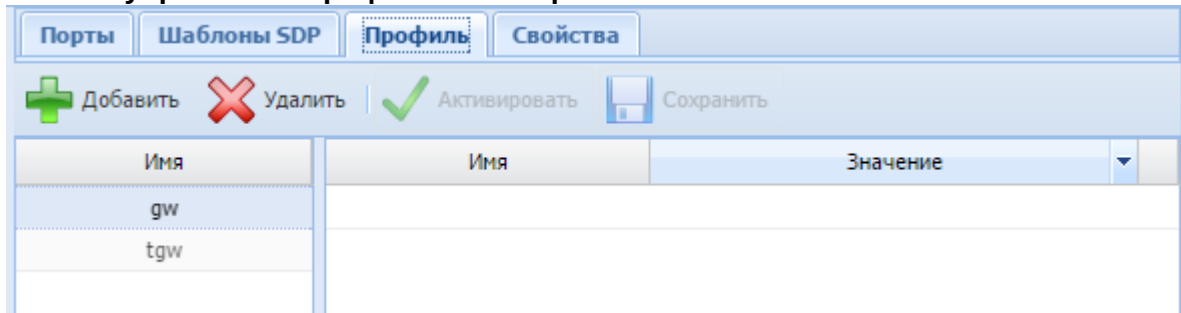 Порты Шаблоны SDP Профиль Свойства
Добавить Удалить Активировать Сохранить
Имя Имя Значение
gw
tgw